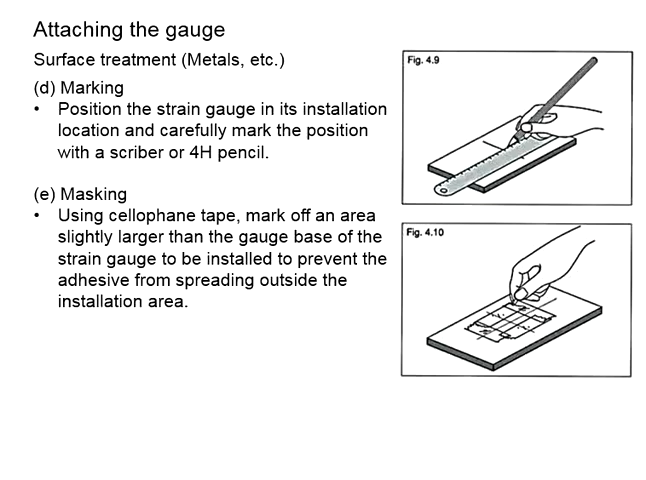 Attaching the gauge
Surface treatment (Metals, etc.)
(d) Marking
• Position the strain gauge in its installation
location and carefully mark the position
with a scriber or 4H pencil.
(e) Masking
• Using cellophane tape, mark off an area
slightly larger than the gauge base of the
strain gauge to be installed to prevent the
adhesive from spreading outside the
installation area.
Fig. 4.9
Fig. 4.10